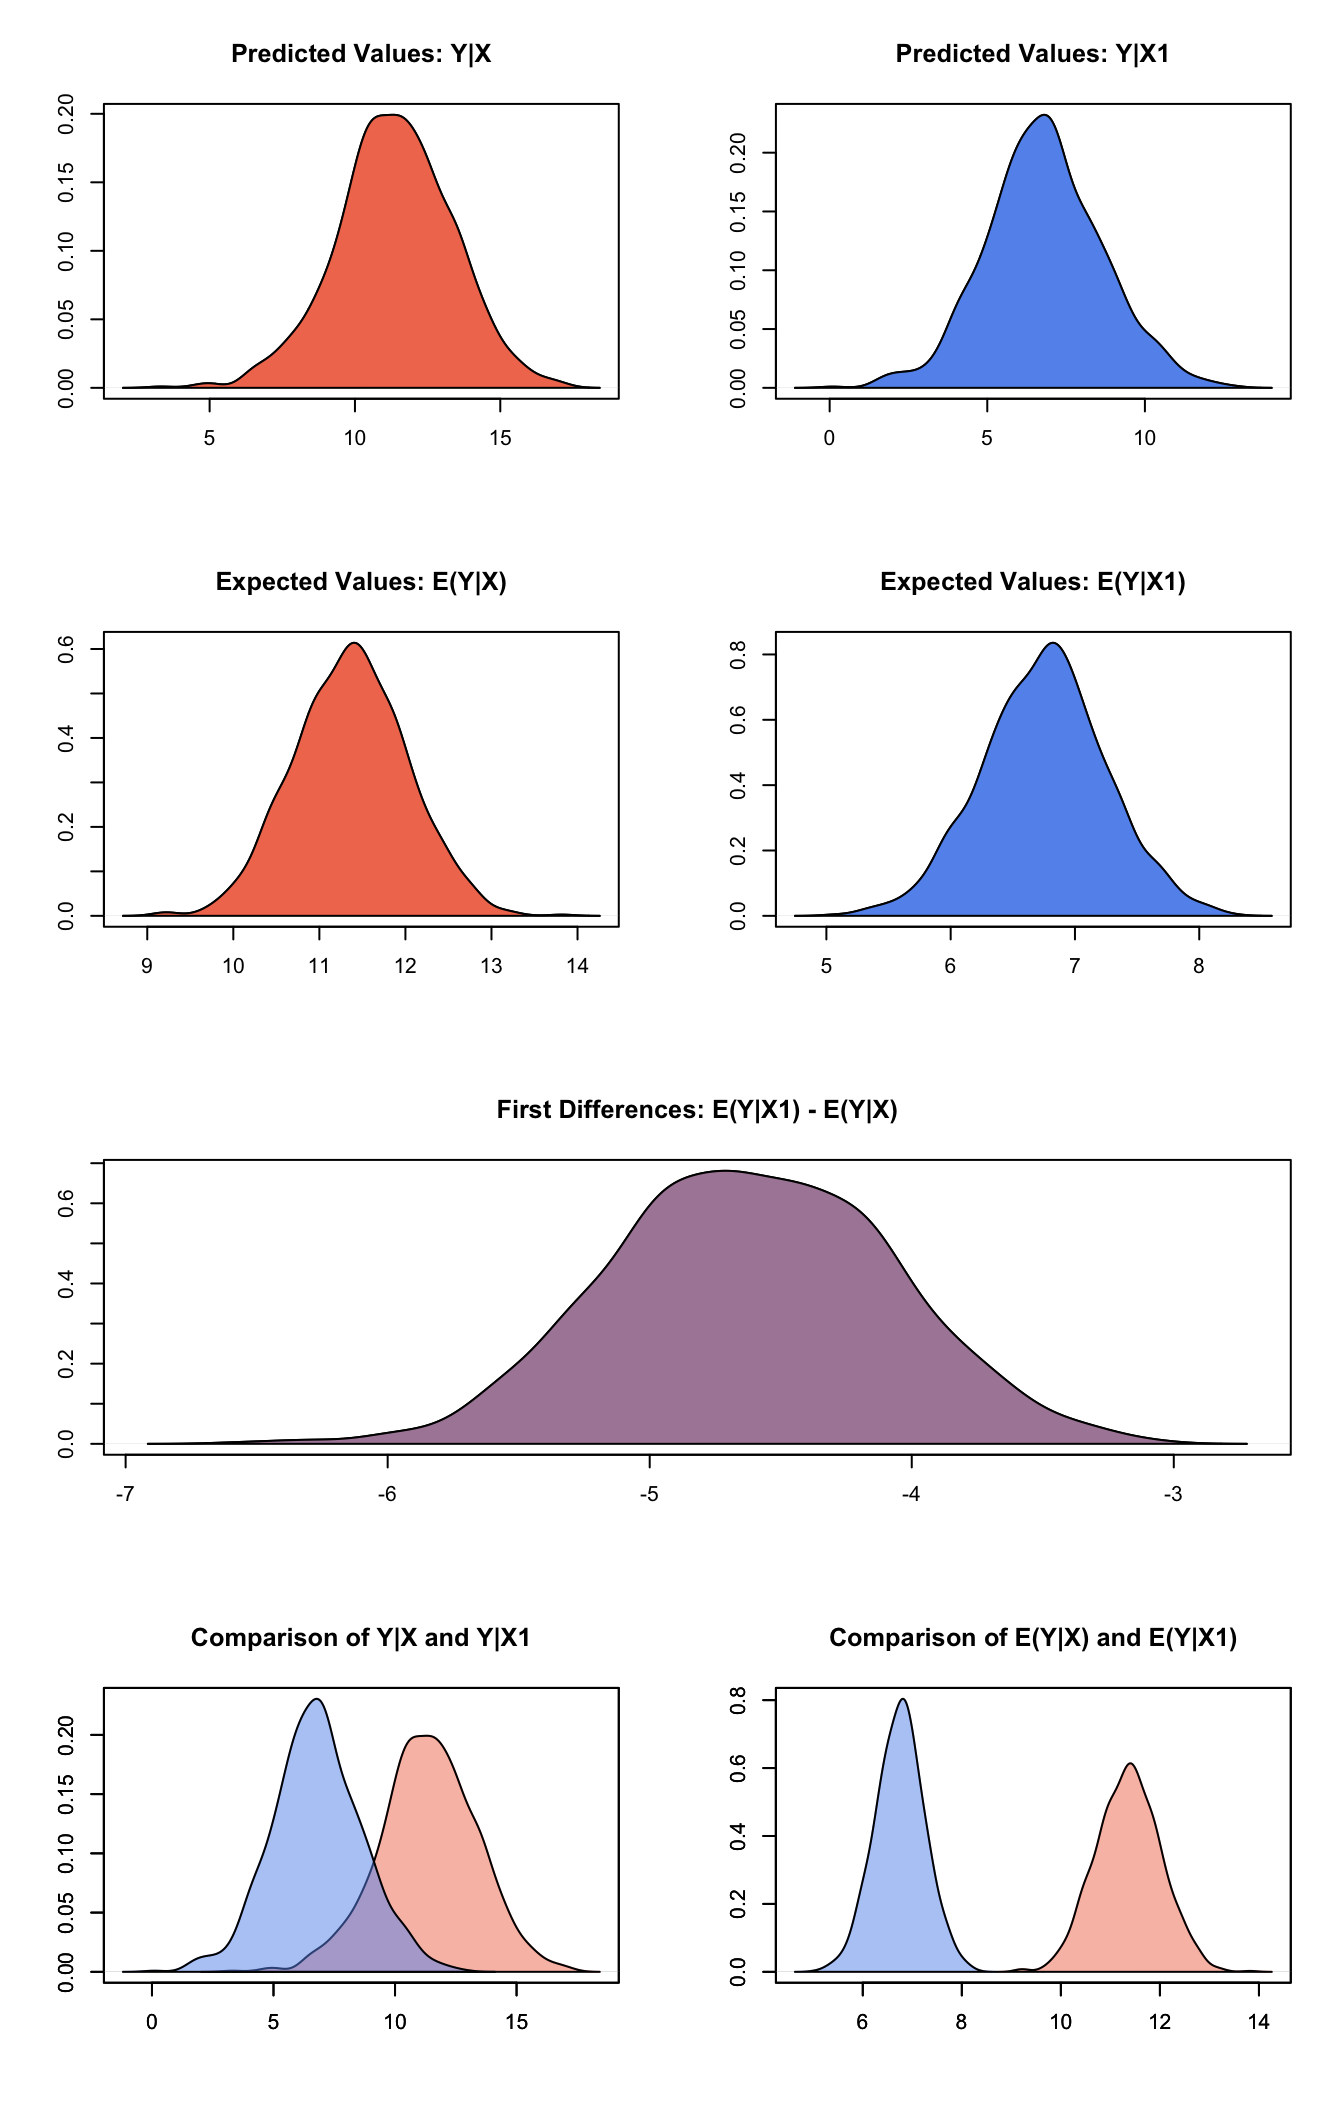 Predicted Values: Y|X
0.00 0.05 0.10 0.15 0.20
5 10 15
Predicted Values: Y|X1
0.00 0.05 0.10 0.15 0.20
0 5 10
Expected Values: E(Y|X)
0.0 0.2 0.4 0.6
9 10 11 12 13 14
Expected Values: E(Y|X1)
0.0 0.2 0.4 0.6 0.8
5 6 7 8
First Differences: E(Y|X1) - E(Y|X)
0.0 0.2 0.4 0.6
-7 -6 -5 -4 -3
Comparison of Y|X and Y|X1
0.00 0.05 0.10 0.15 0.20
0 5 10 15
Comparison of E(Y|X) and E(Y|X1)
0.0 0.2 0.4 0.6 0.8
6 8 10 12 14